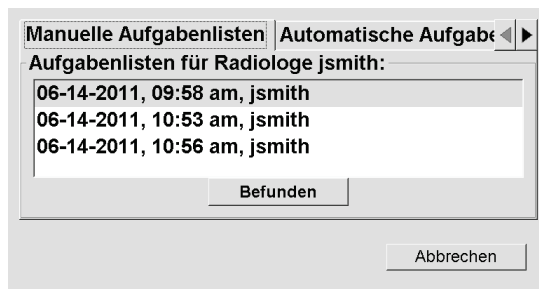 Manuelle Aufgabenlisten Automatische Aufgabe
Aufgabenlisten für Radiologe jsmith:
06-14-2011, 09:58 am, jsmith
06-14-2011, 10:53 am, jsmith
06-14-2011, 10:56 am, jsmith
Befunden
Abbrechen